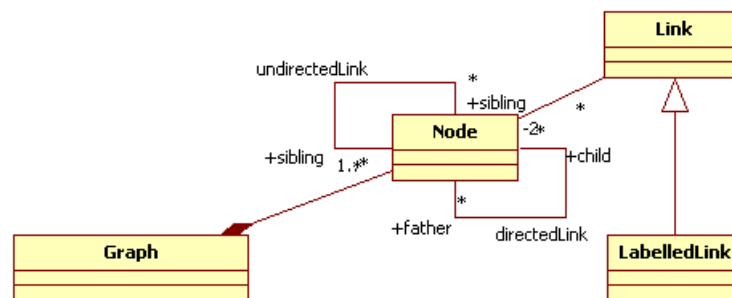 Link
undirectedLink
*
+sibling
*
Node
-2*
+sibling
1..**
+child
*
+father
directedLink
Graph
LabelledLink